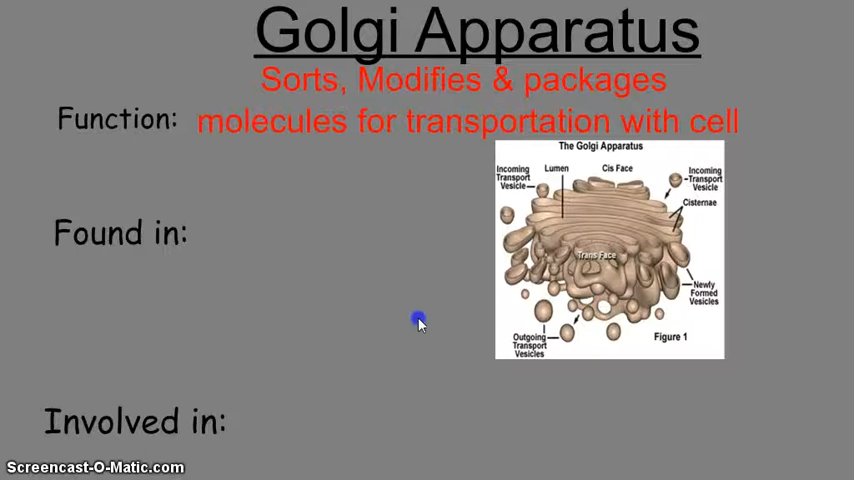 Golgi Apparatus
Sorts, Modifies & packages
Function: molecules for transportation with cell
The Golgi Apparatus
Incoming
Transport
Vesicle
Lumen
Cis Face
Incoming
Transport
Vesicle
Cisternae
Found in:
Trans Face
Newly
Formed
Vesicles
Outgoing
Transport
Vesicles
Figure 1
Involved in:
Screencast-O-Matic.com